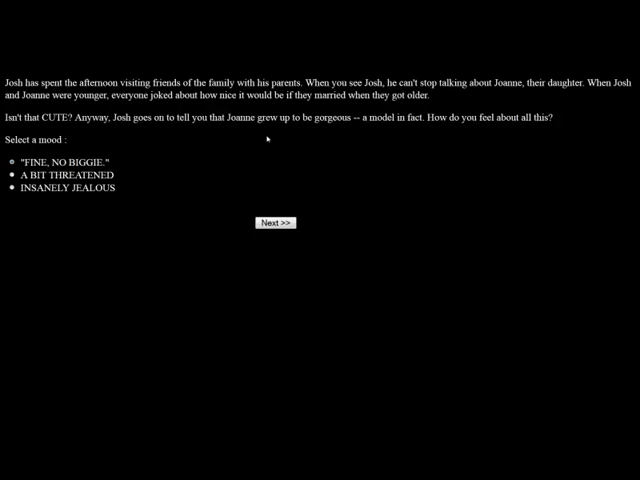 Josh has spent the afternoon visiting friends of the family with his parents. When you see Josh, he can't stop talking about Joanne, their daughter. When Josh
and Joanne were younger, everyone joked about how nice it would be if they married when they got older.
Isn't that CUTE? Anyway, Josh goes on to tell you that Joanne grew up to be gorgeous -- a model in fact. How do you feel about all this?
Select a mood :
"FINE, NO BIGGIE."
A BIT THREATENED
INSANELY JEALOUS
Next >>